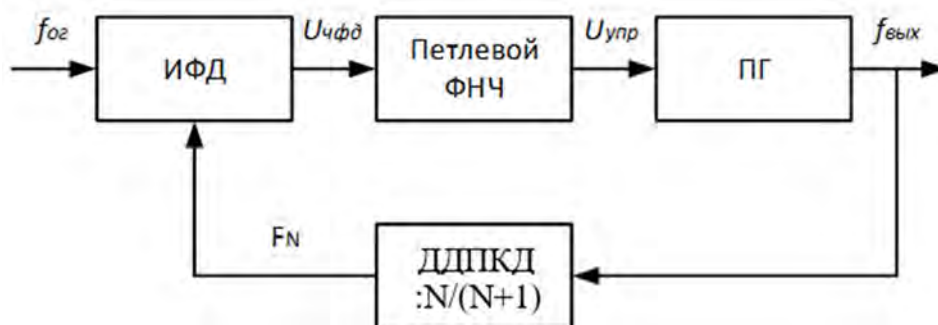 fог
ИФД
Uчфд
Петлевой
ФНЧ
Uупр
ПГ
fвых
FN
ДДПКД
:N/(N+1)